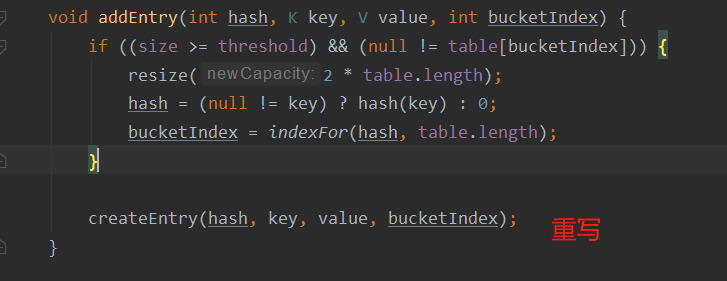 void addEntry(int hash, K key, V value, int bucketIndex) {
    if ((size >= threshold) && (null != table[bucketIndex])) {
        resize( newCapacity: 2 * table.length);
        hash = (null != key) ? hash(key) : 0;
        bucketIndex = indexFor(hash, table.length);
    }
    createEntry(hash, key, value, bucketIndex); 重写
}